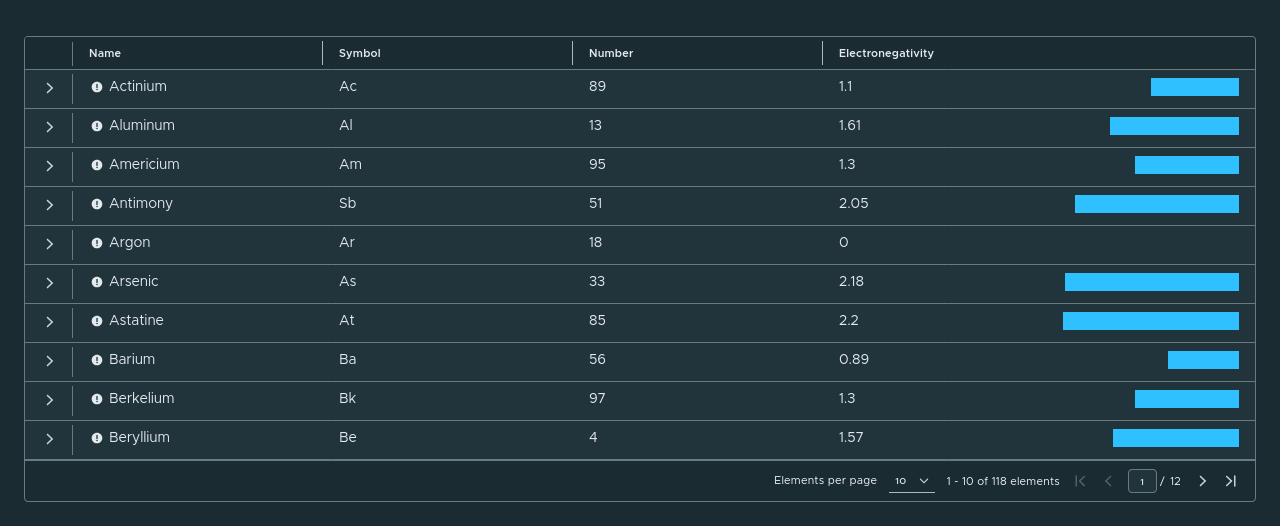 Name Symbol Number Electronegativity
Actinium Ac 89 1.1
Aluminum Al 13 1.61
Americium Am 95 1.3
Antimony Sb 51 2.05
Argon Ar 18 0
Arsenic As 33 2.18
Astatine At 85 2.2
Barium Ba 56 0.89
Berkelium Bk 97 1.3
Beryllium Be 4 1.57
Elements per page 10 1 - 10 of 118 elements 1 / 12